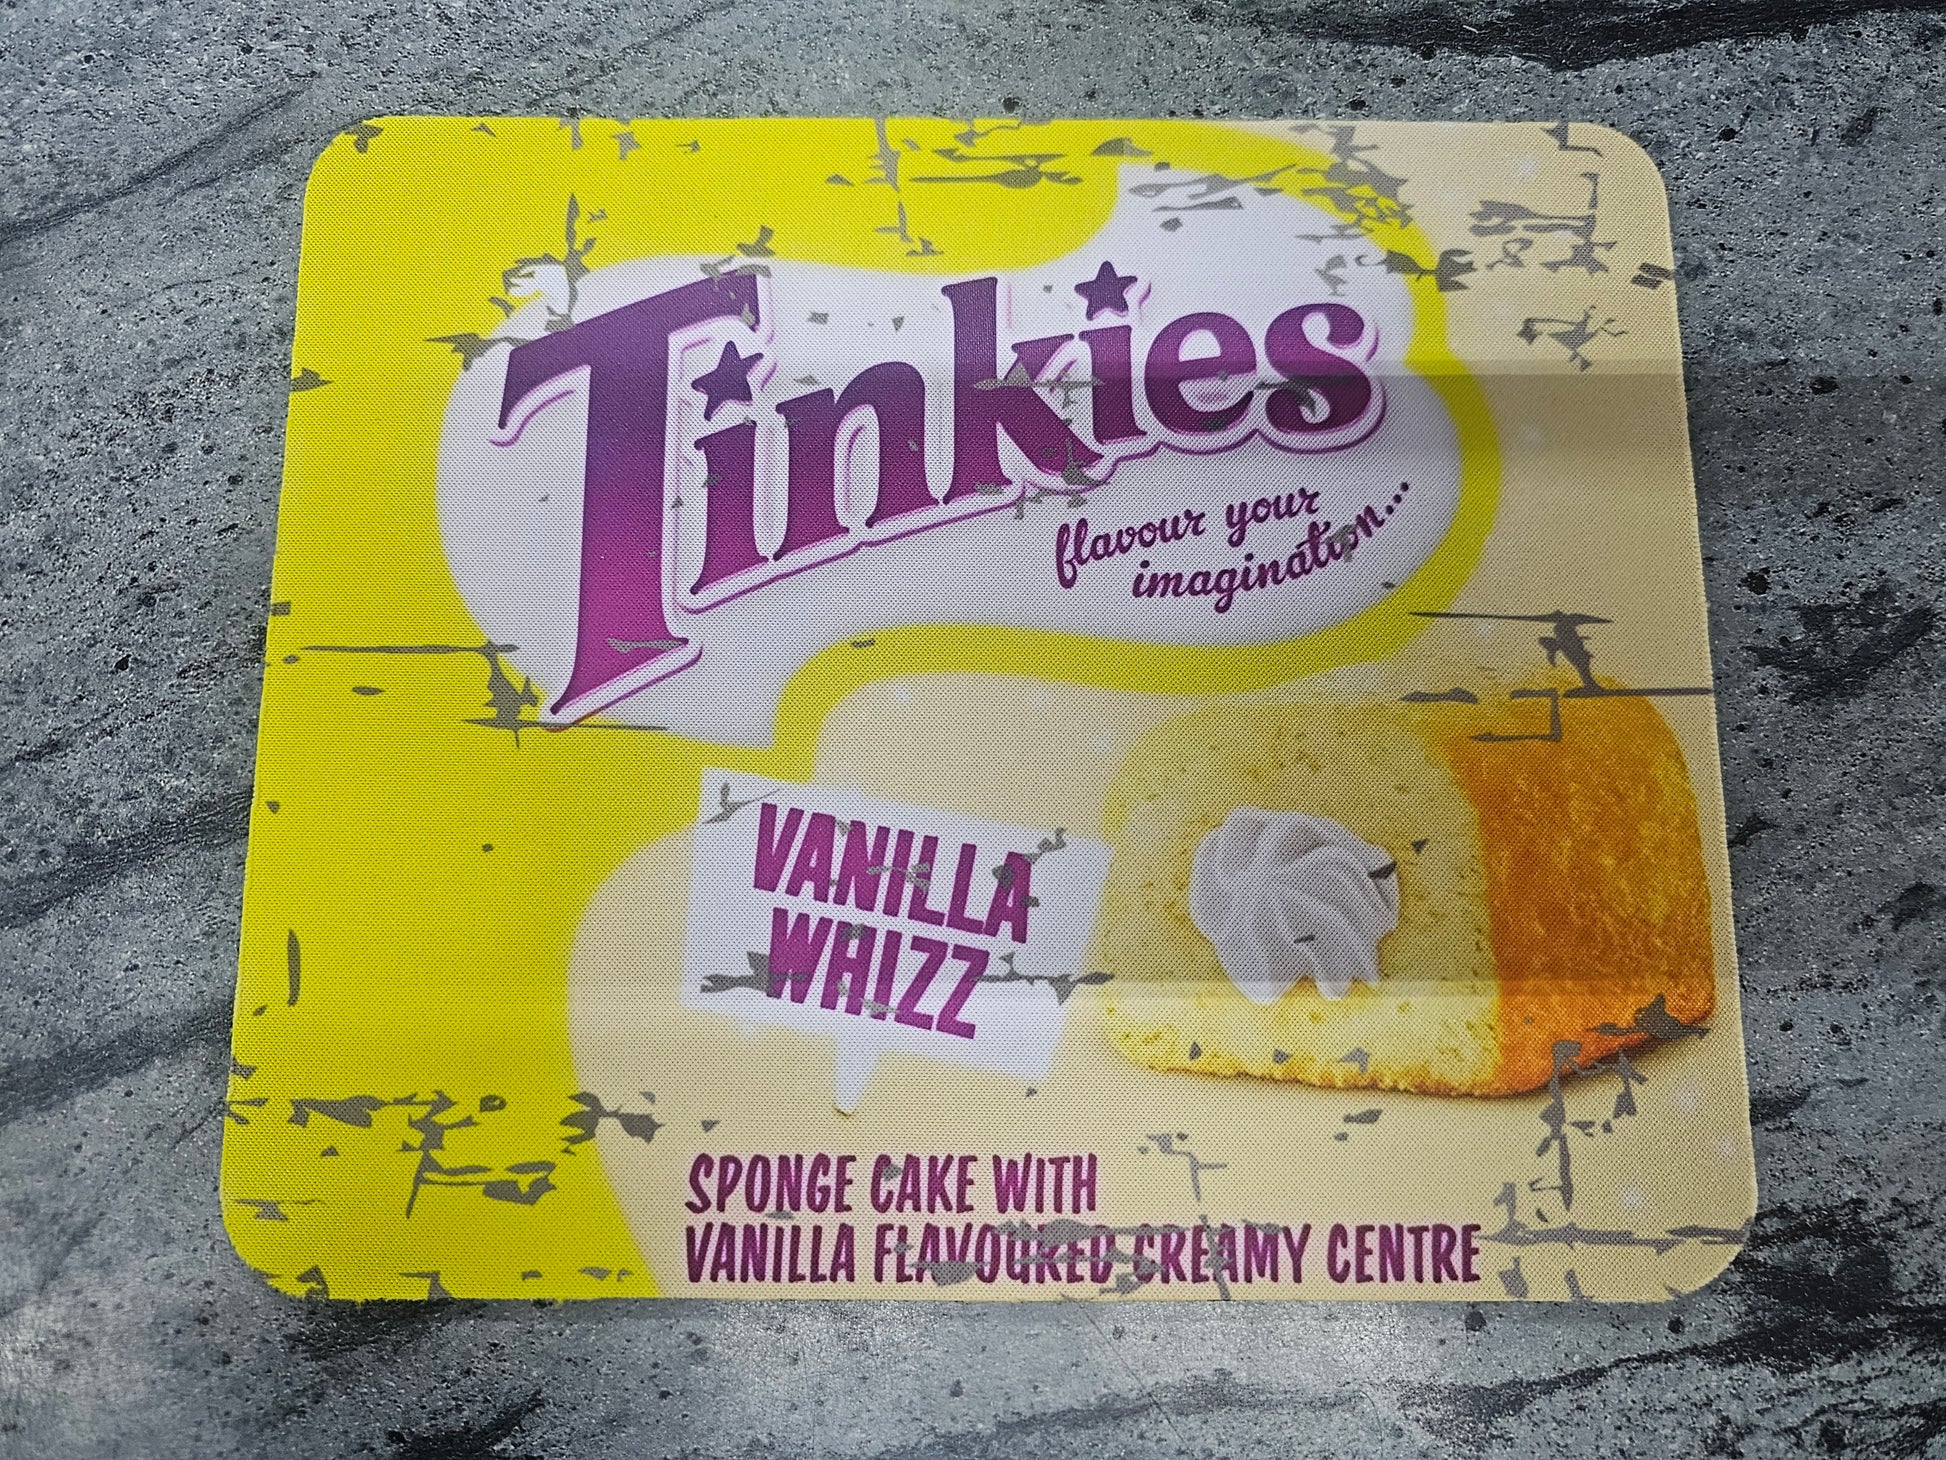 Tinkies
flavour your
imagination...
VANILLA
WHIZZ
SPONGE CAKE WITH
VANILLA FLAVOURED CREAMY CENTRE